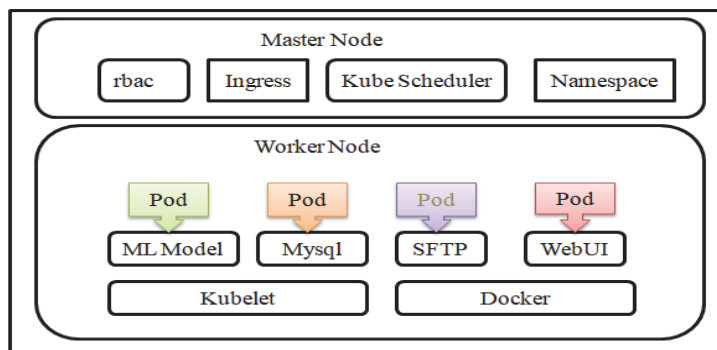 Master Node
rbac
Ingress
Kube Scheduler
Namespace
Worker Node
Pod
Pod
Pod
Pod
ML Model
Mysql
SFTP
WebUI
Kubelet
Docker